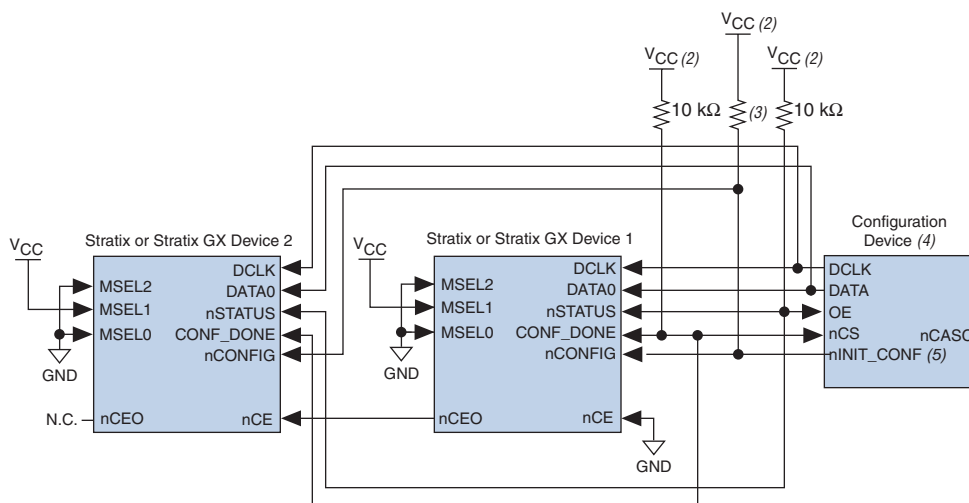 VCC (2)
VCC (2)
VCC (2)
10 kΩ
(3)
10 kΩ
VCC
Stratix or Stratix GX Device 2
MSEL2
MSEL1
MSEL0
GND
DCLK
DATA0
nSTATUS
CONF_DONE
nCONFIG
N.C.
nCEO
nCE
VCC
Stratix or Stratix GX Device 1
MSEL2
MSEL1
MSEL0
GND
DCLK
DATA0
nSTATUS
CONF_DONE
nCONFIG
nCEO
nCE
GND
Configuration
Device (4)
DCLK
DATA
OE
nCS
nCASC
nINIT_CONF (5)